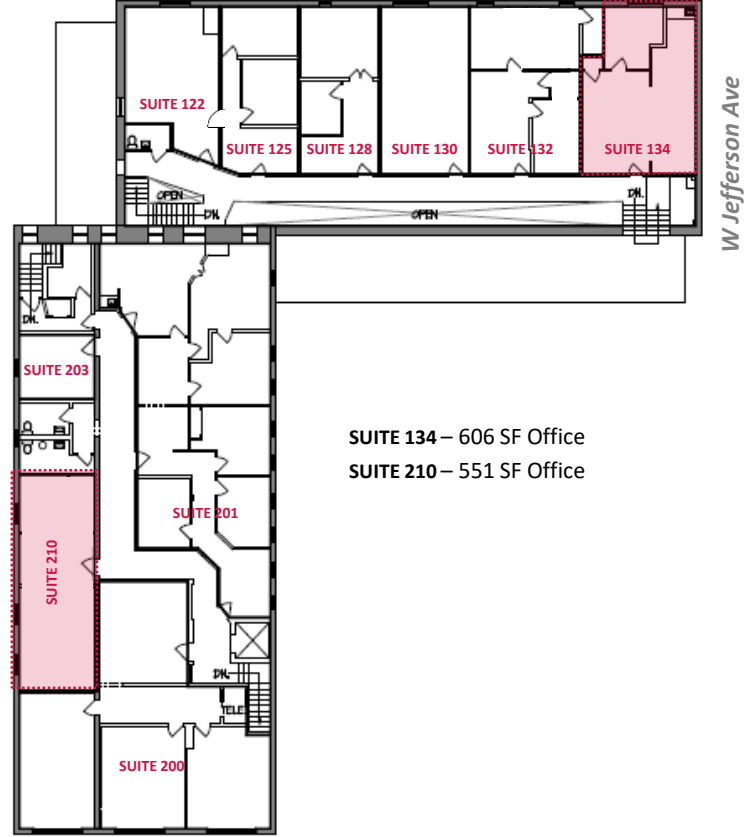 SUITE 122
SUITE 125
SUITE 128
SUITE 130
SUITE 132
SUITE 134
W Jefferson Ave
OPEN
DN.
OPEN
DN.
DN.
SUITE 203
SUITE 134 – 606 SF Office
SUITE 210 – 551 SF Office
SUITE 201
SUITE 210
DN.
TELE
SUITE 200